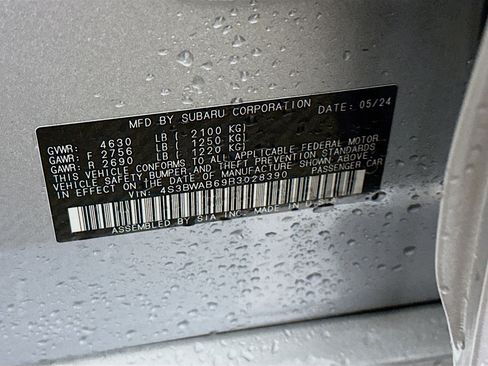 MFD BY SUBARU CORPORATION DATE: 05/24
GVWR: 4630 LB ( 2100 KG)
GAWR: F 2756 LB ( 1250 KG)
GAWR: R 2690 LB ( 1220 KG)
THIS VEHICLE CONFORMS TO ALL APPLICABLE FEDERAL MOTOR
VEHICLE SAFETY, BUMPER, AND THEFT PREVENTION STANDARDS
IN EFFECT ON THE DATE OF MANUFACTURE SHOWN ABOVE.
VIN: 4S3BWAB69R3028390 PASSENGER CAR
ASSEMBLED BY SIA INC. MADE IN